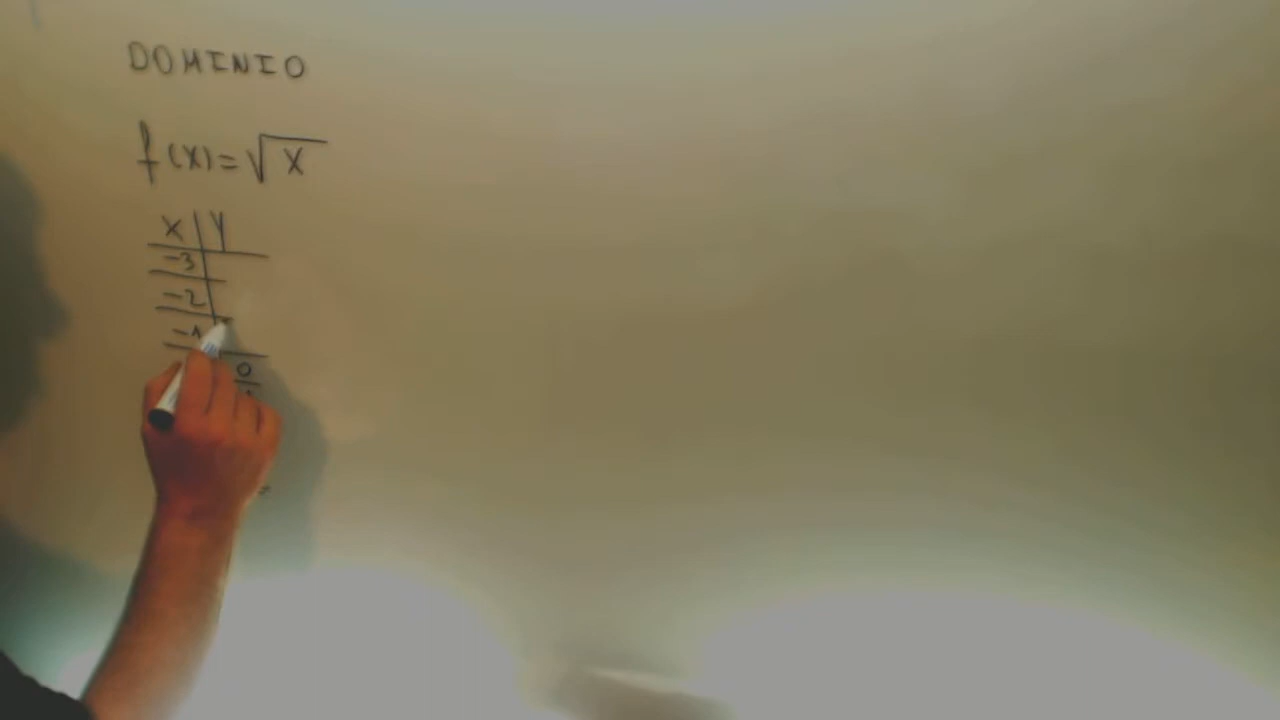 DOMINIO
f(x)=√x
X Y
-3
-2
-1
0